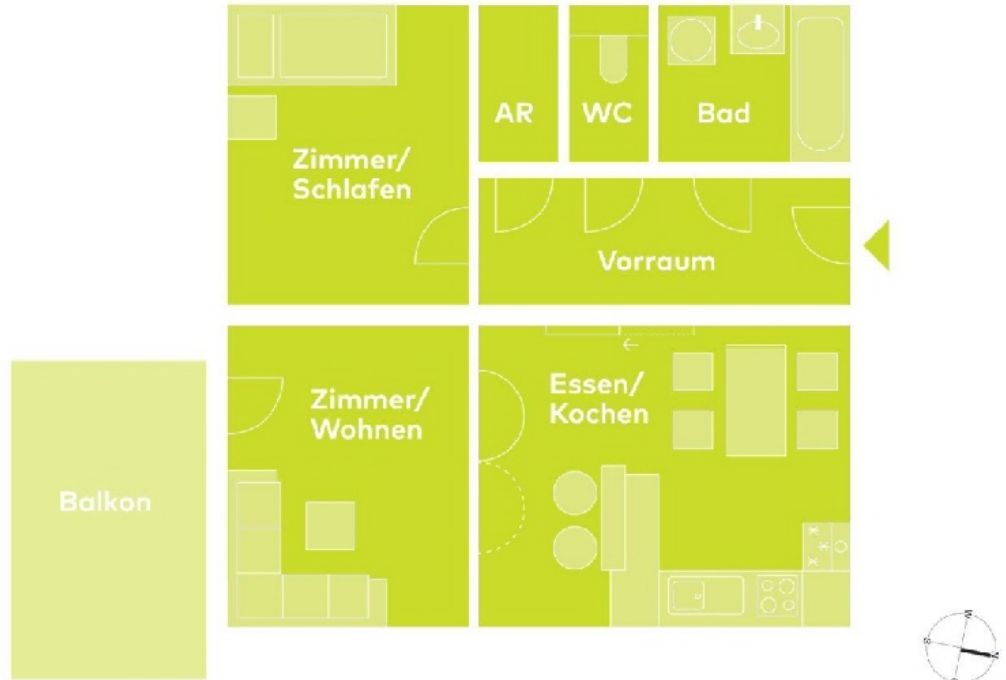 AR
WC
Bad
Zimmer/
Schlafen
Vorraum
Zimmer/
Wohnen
Essen/
Kochen
Balkon
W
N